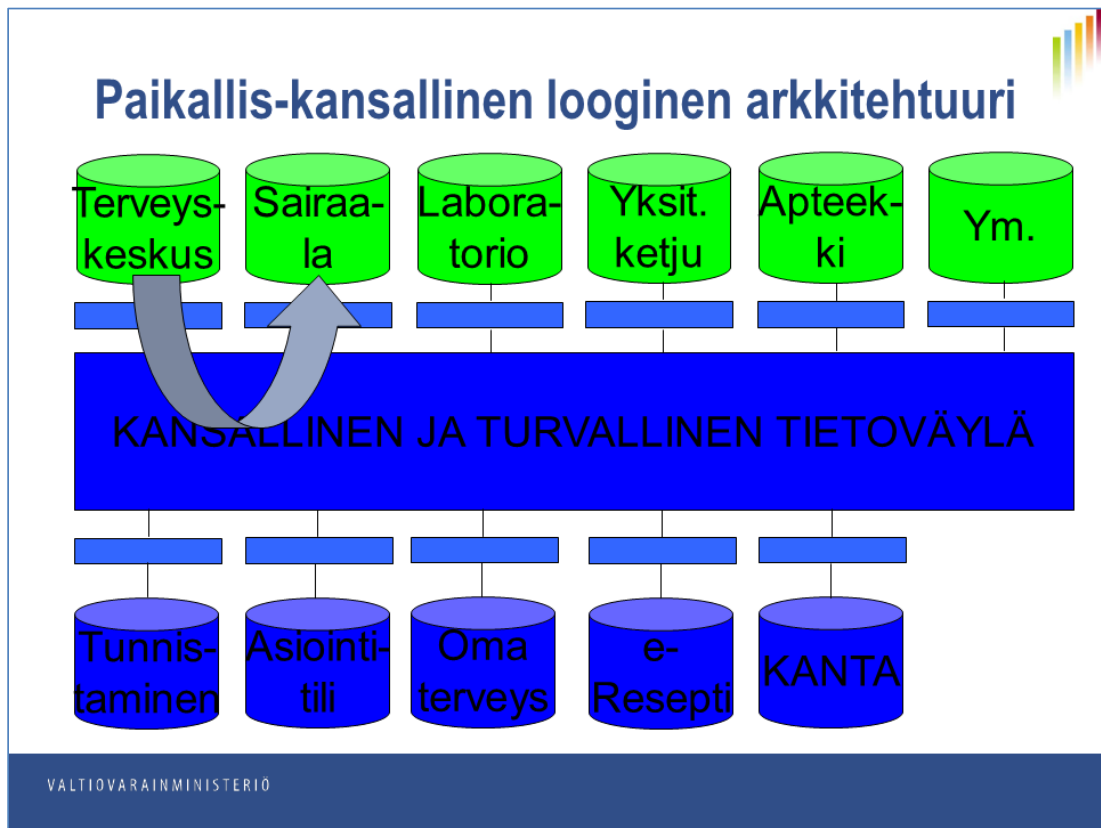 Paikallis-kansallinen looginen arkkitehtuuri
Terveys-
keskus
Sairaa-
la
Labora-
torio
Yksit.
ketju
Apteek-
ki
Ym.
KANSALLINEN JA TURVALLINEN TIETOVÄYLÄ
Tunnis-
taminen
Asiointi-
tili
Oma
terveys
e-
Resepti
KANTA
VALTIOVARAINMINISTERIÖ